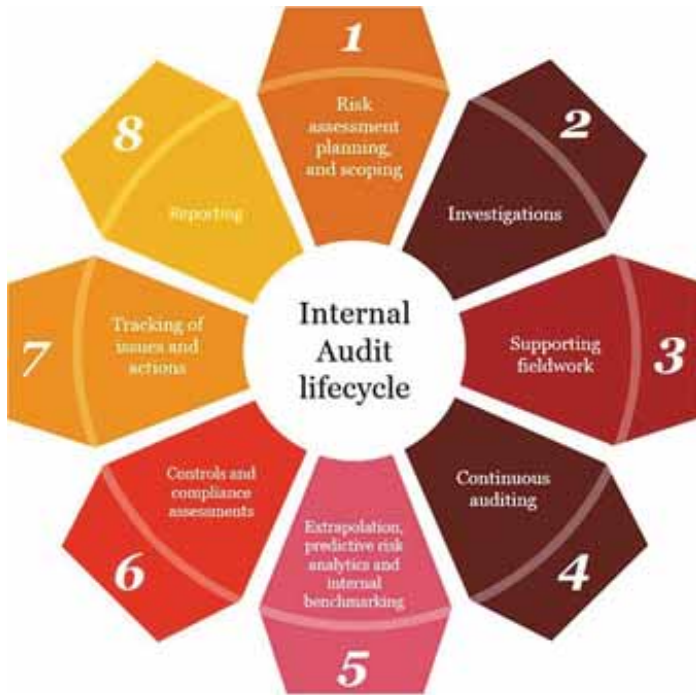 Internal
Audit
lifecycle
1
Risk
assessment
planning,
and scoping
2
Investigations
3
Supporting
fieldwork
4
Continuous
auditing
5
Extrapolation,
predictive risk
analytics and
internal
benchmarking
6
Controls and
compliance
assessments
7
Tracking of
issues and
actions
8
Reporting